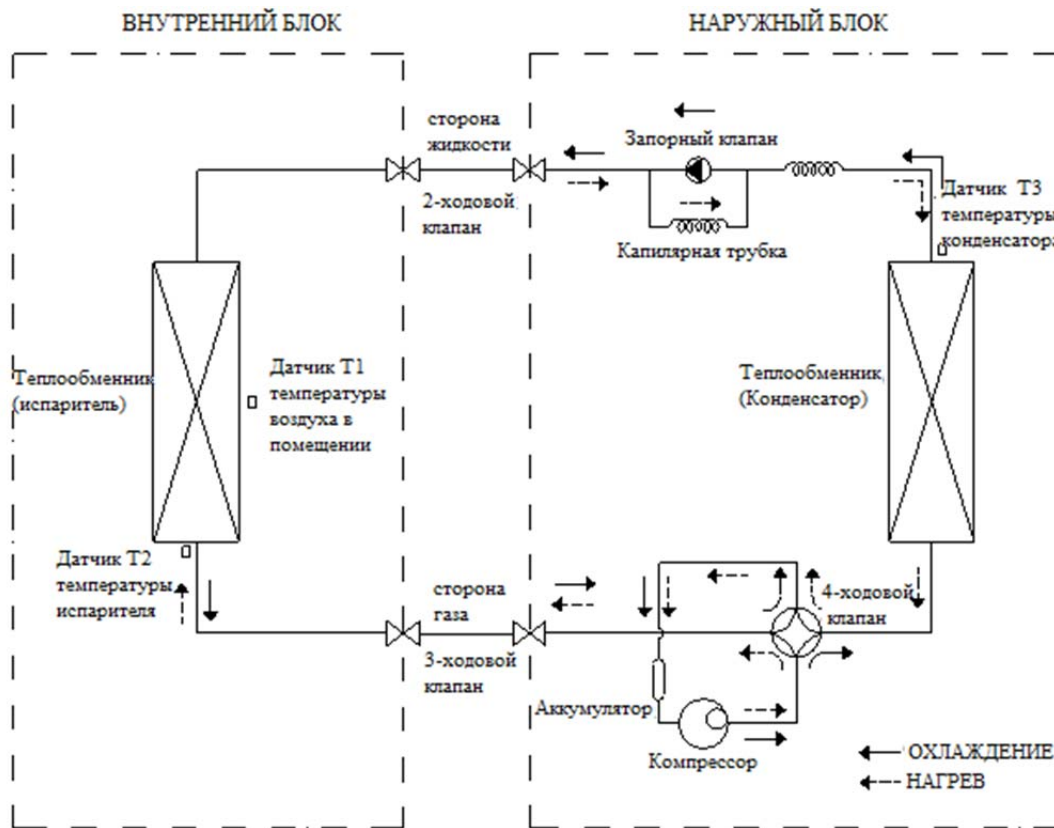 ВНУТРЕННИЙ БЛОК
НАРУЖНЫЙ БЛОК
сторона
жидкости
2-ходовой
клапан
Запорный клапан
Капилярная трубка
Датчик Т3
температуры
конденсатора
Теплообменник
(испаритель)
Датчик Т1
температуры
воздуха в
помещении
Теплообменник
(Конденсатор)
Датчик Т2
температуры
испарителя
сторона
газа
3-ходовой
клапан
4-ходовой
клапан
Аккумулятор
Компрессор
ОХЛАЖДЕНИЕ
НАГРЕВ